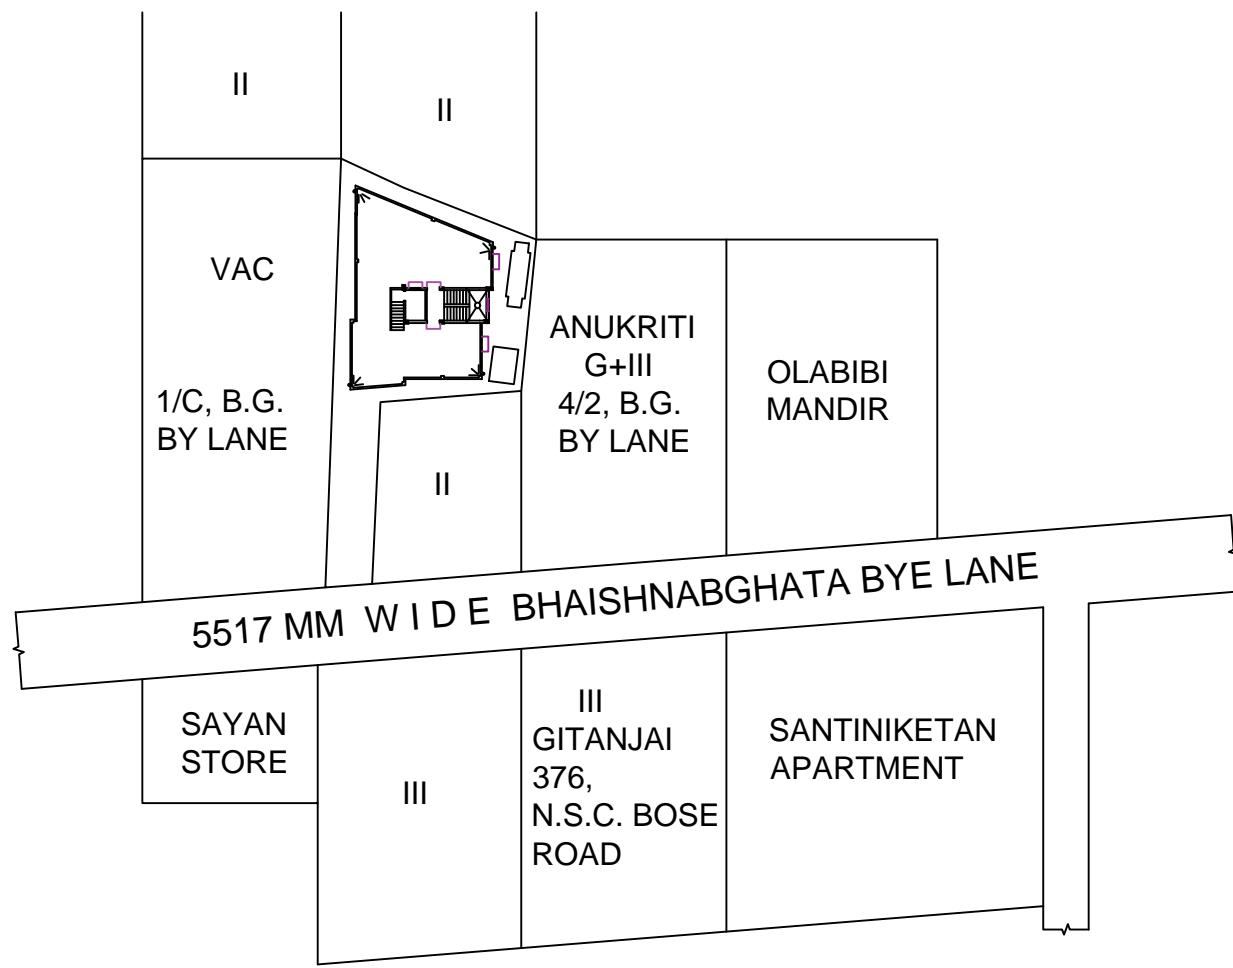 II
II
VAC
1/C, B.G.
BY LANE
ANUKRITI
G+III
4/2, B.G.
BY LANE
OLABIBI
MANDIR
II
5517 MM W I D E BHAISHNABGHATA BYE LANE
SAYAN
STORE
III
III
GITANJAI
376,
N.S.C. BOSE
ROAD
SANTINIKETAN
APARTMENT